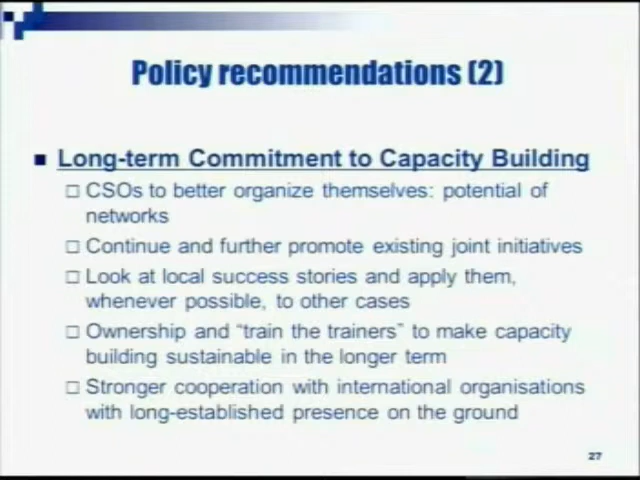 Policy recommendations (2)
Long-term Commitment to Capacity Building
CSOs to better organize themselves: potential of
networks
Continue and further promote existing joint initiatives
Look at local success stories and apply them,
whenever possible, to other cases
Ownership and “train the trainers” to make capacity
building sustainable in the longer term
Stronger cooperation with international organisations
with long-established presence on the ground
27